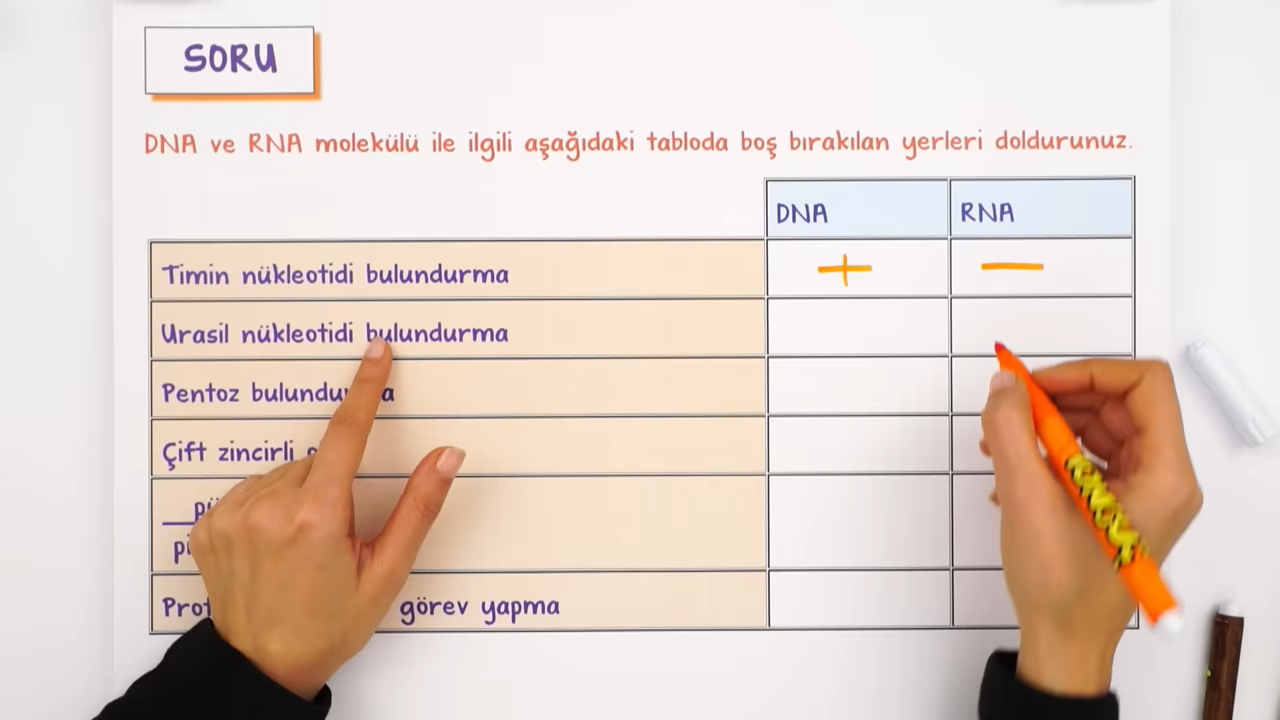 SORU
DNA ve RNA molekülü ile ilgili aşağıdaki tabloda boş bırakılan yerleri doldurunuz.
DNA RNA
Timin nükleotidi bulundurma + −
Urasil nükleotidi bulundurma
Pentoz
Çift zincirli
görev yapma